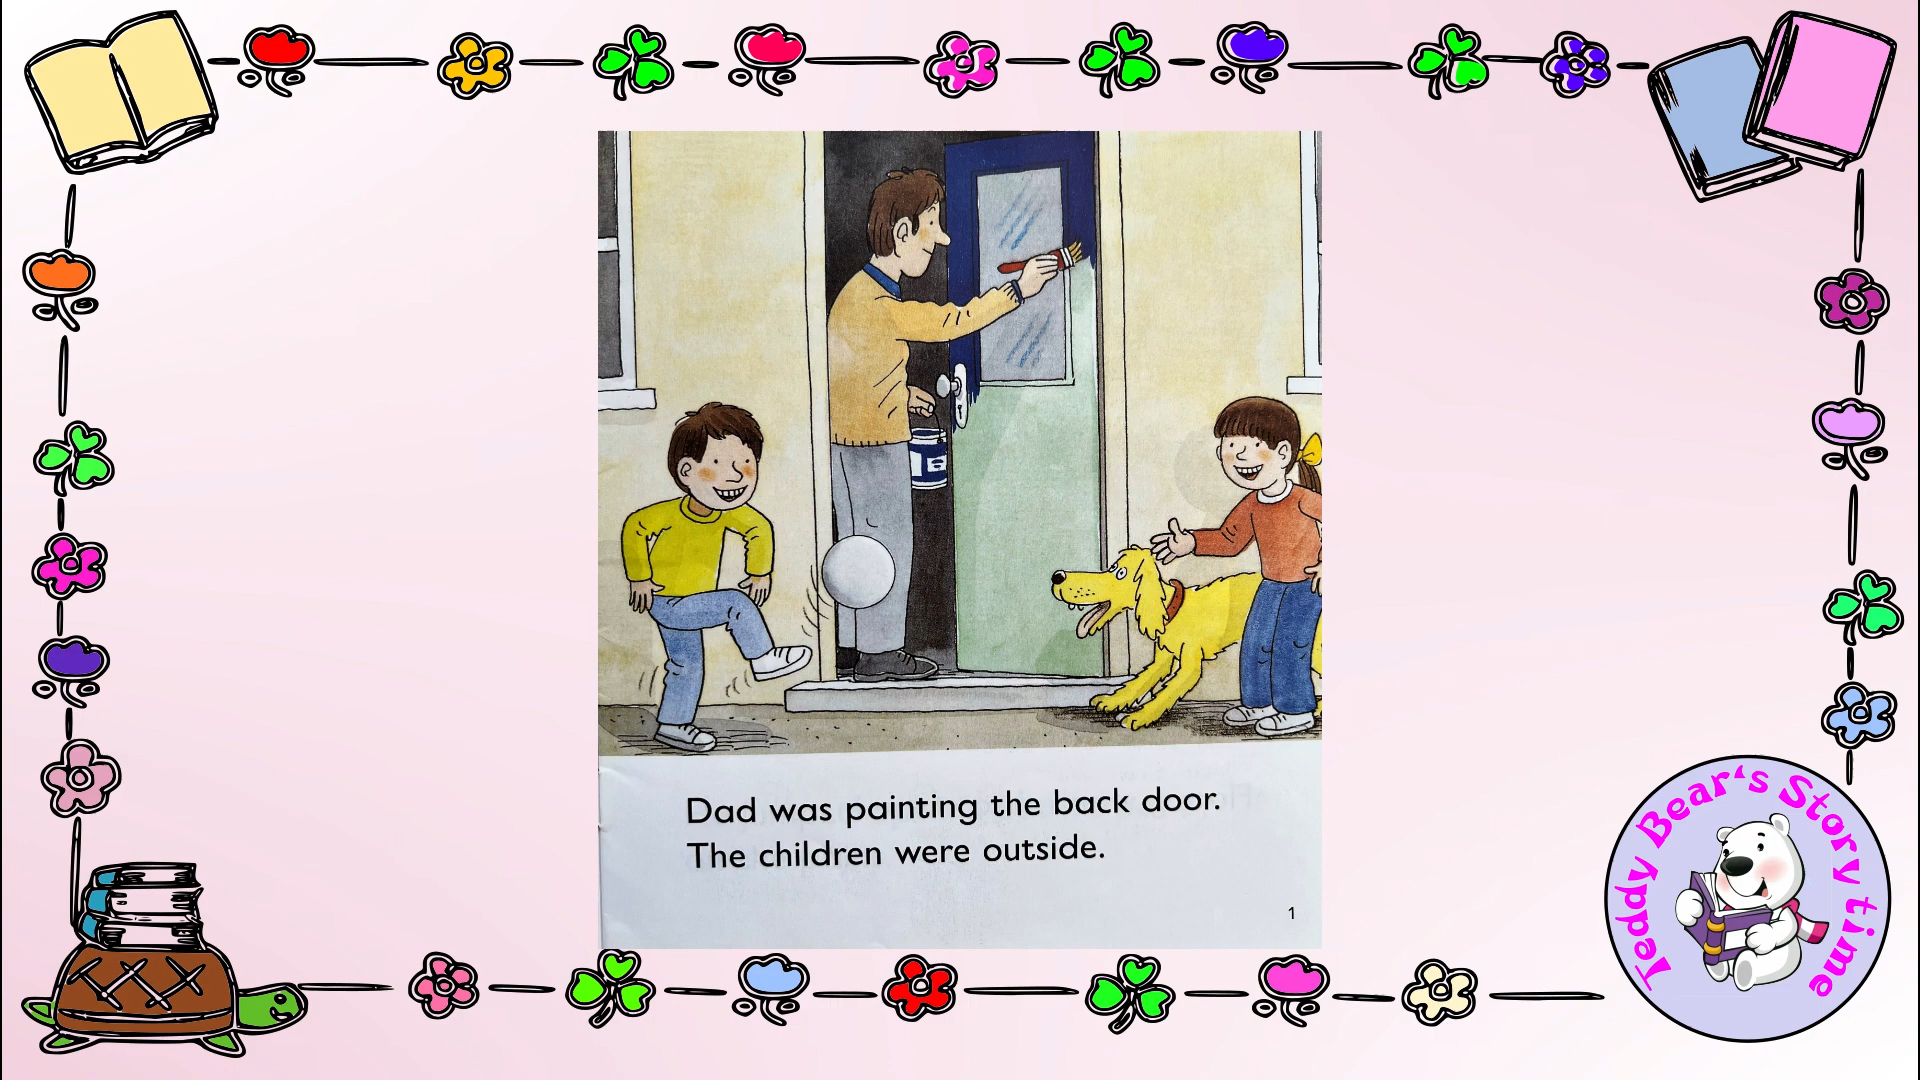 Dad was painting the back door.
The children were outside.
1
Teddy Bear's Story time